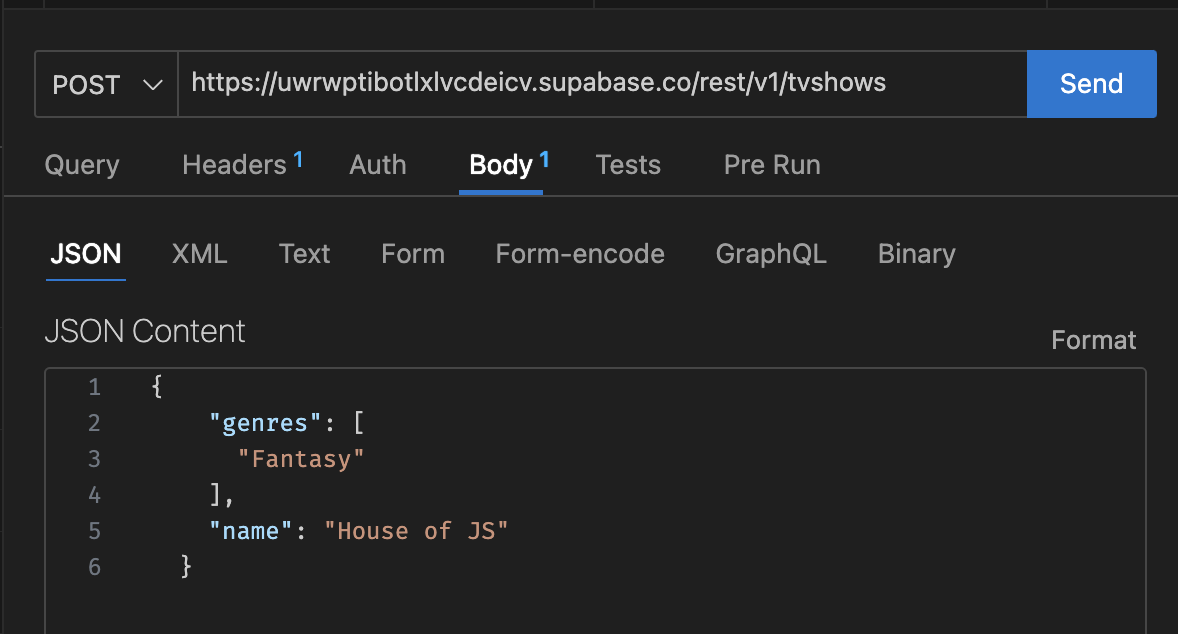 POST https://uwrwptibotlxlvcdeicv.supabase.co/rest/v1/tvshows Send
Query Headers 1 Auth Body 1 Tests Pre Run
JSON XML Text Form Form-encode GraphQL Binary
JSON Content Format
1 {
2 "genres": [
3 "Fantasy"
4 ],
5 "name": "House of JS"
6 }